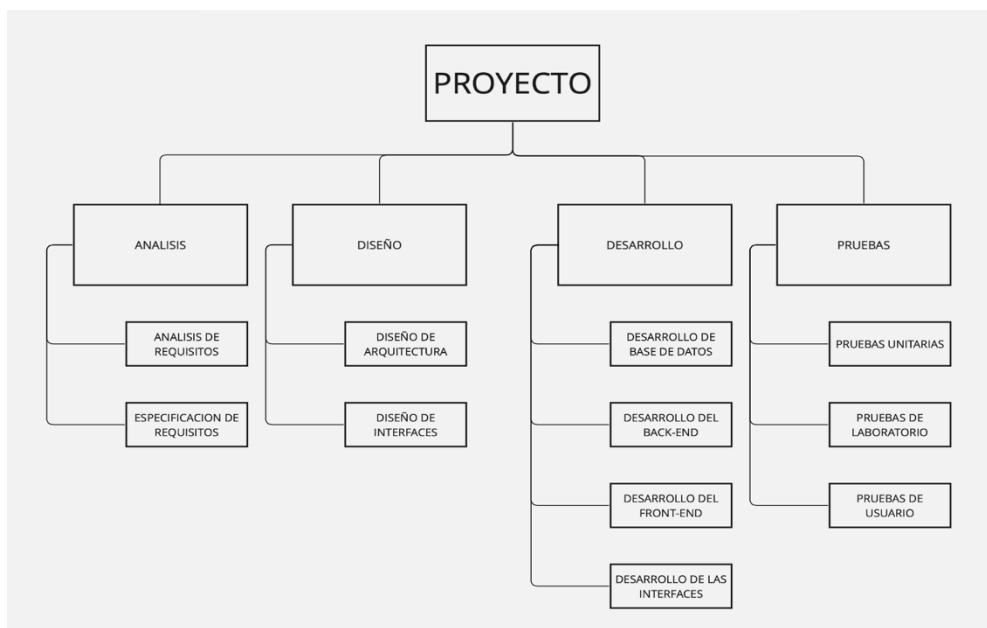 PROYECTO
ANALISIS
DISEÑO
DESARROLLO
PRUEBAS
ANALISIS DE
REQUISITOS
DISEÑO DE
ARQUITECTURA
DESARROLLO DE
BASE DE DATOS
PRUEBAS UNITARIAS
ESPECIFICACION DE
REQUISITOS
DISEÑO DE
INTERFACES
DESARROLLO DEL
BACK-END
PRUEBAS DE
LABORATORIO
DESARROLLO DEL
FRONT-END
PRUEBAS DE
USUARIO
DESARROLLO DE LAS
INTERFACES